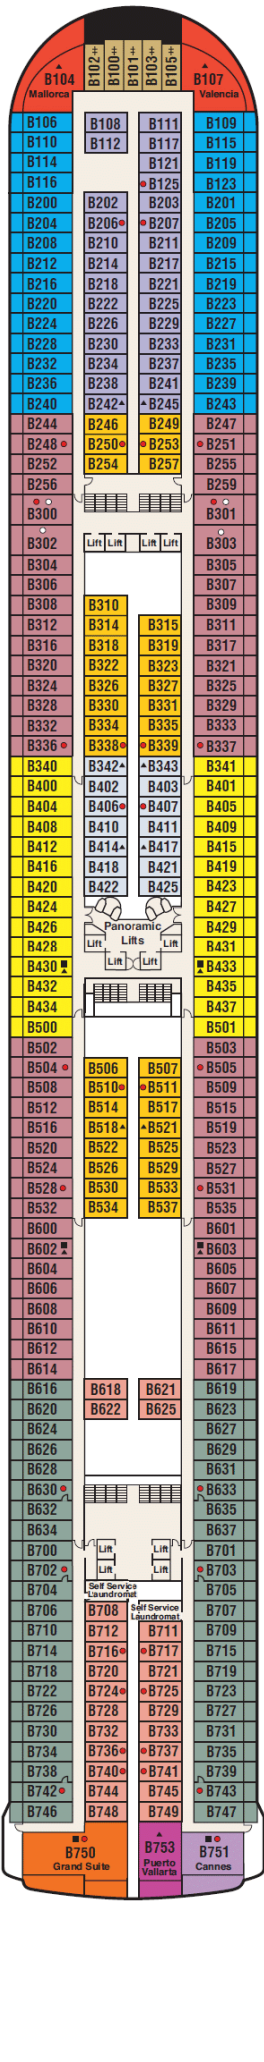 B104 B102‡ B100‡ B101‡ B103‡ B105‡ B107
Mallorca Valencia
B106 B108 B111 B109
B110 B112 B117 B115
B114 B121 B119
B116 B125 B123
B200 B202 B203 B201
B204 B206 B207 B205
B208 B210 B211 B209
B212 B214 B217 B215
B216 B218 B221 B219
B220 B222 B225 B223
B224 B226 B229 B227
B228 B230 B233 B231
B232 B234 B237 B235
B236 B238 B241 B239
B240 B242 B245 B243
B244 B246 B249 B247
B248 B250 B253 B251
B252 B254 B257 B255
B256 B259
B300 B301
B302 Lift Lift Lift Lift B303
B304 B305
B306 B307
B308 B310 B309
B312 B314 B315 B311
B316 B318 B319 B317
B320 B322 B323 B321
B324 B326 B327 B325
B328 B330 B331 B329
B332 B334 B335 B333
B336 B338 B339 B337
B340 B342 B343 B341
B400 B402 B403 B401
B404 B406 B407 B405
B408 B410 B411 B409
B412 B414 B417 B415
B416 B418 B421 B419
B420 B422 B425 B423
B424 B427
B426 Panoramic B429
B428 Lift Lifts Lift B431
B430 Lift Lift B433
B432 B435
B434 B437
B500 B501
B502 B503
B504 B506 B507 B505
B508 B510 B511 B509
B512 B514 B517 B515
B516 B518 B521 B519
B520 B522 B525 B523
B524 B526 B529 B527
B528 B530 B533 B531
B532 B534 B537 B535
B600 B601
B602 B603
B604 B605
B606 B607
B608 B609
B610 B611
B612 B615
B614 B617
B616 B618 B621 B619
B620 B622 B625 B623
B624 B627
B626 B629
B628 B631
B630 B633
B632 B635
B634 B637
B700 Lift Lift B701
B702 Lift Lift B703
B704 Self Service B705
Laundromat
B706 B708 Self Service B707
Laundromat
B710 B712 B711 B709
B714 B716 B717 B715
B718 B720 B721 B719
B722 B724 B725 B723
B726 B728 B729 B727
B730 B732 B733 B731
B734 B736 B737 B735
B738 B740 B741 B739
B742 B744 B745 B743
B746 B748 B749 B747
B750 B753 B751
Grand Suite Puerto Cannes
Vallarta